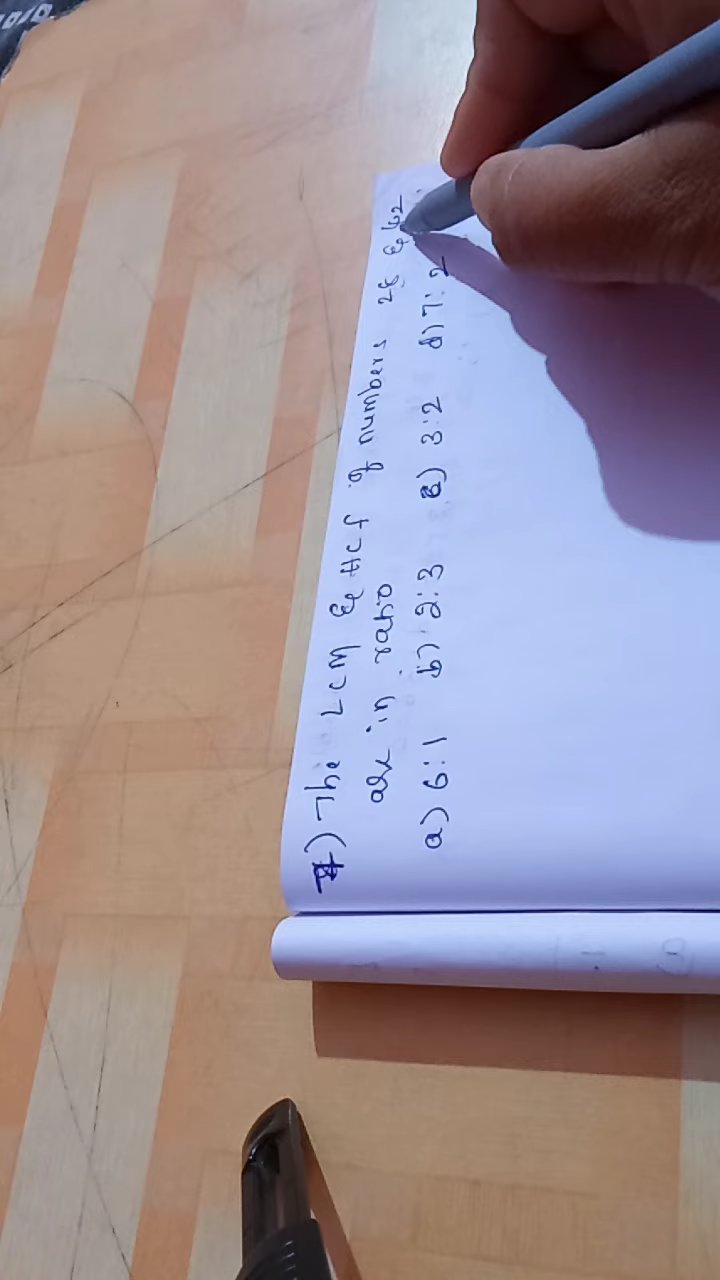 7) The LCM & HCF of numbers 28 & 42
are in ratio
a) 6:1 b) 2:3 c) 3:2 d) 7:2